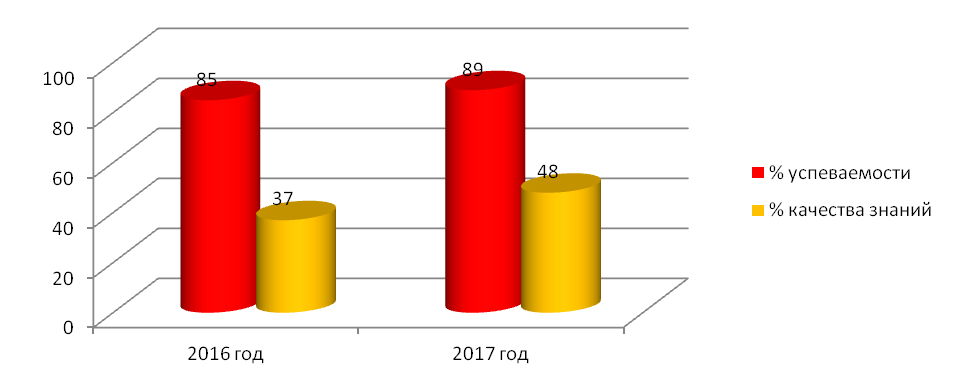 100
80
60
40
20
0
85
37
89
48
2016 год
2017 год
% успеваемости
% качества знаний